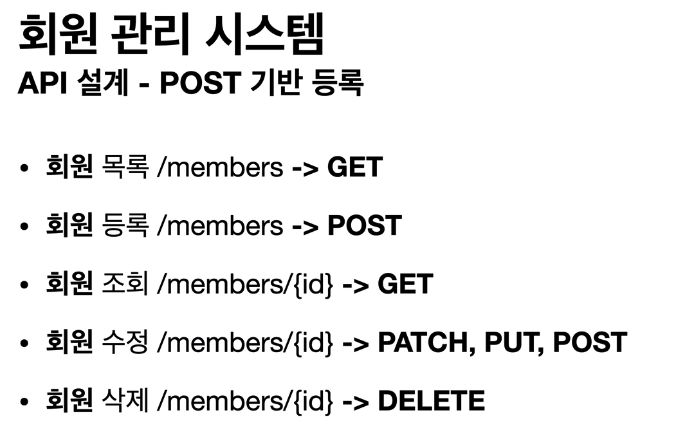 회원 관리 시스템
API 설계 - POST 기반 등록
• 회원 목록 /members -> GET
• 회원 등록 /members -> POST
• 회원 조회 /members/{id} -> GET
• 회원 수정 /members/{id} -> PATCH, PUT, POST
• 회원 삭제 /members/{id} -> DELETE